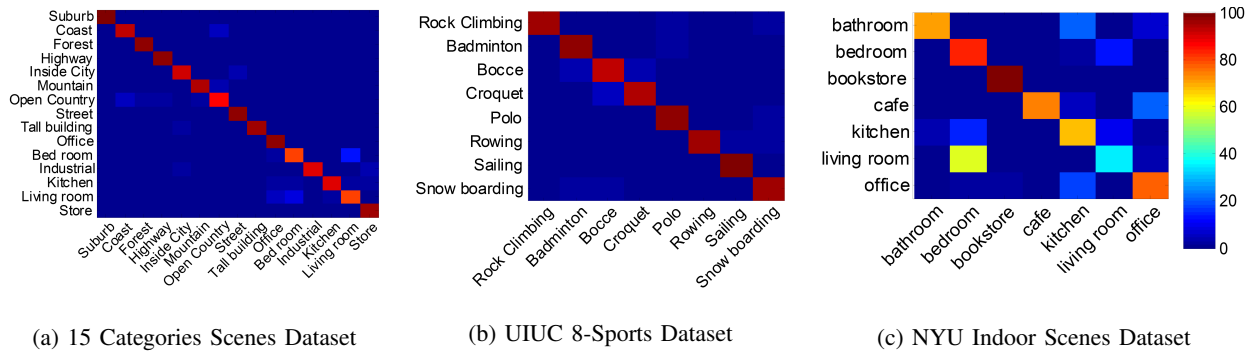 Suburb
Coast
Forest
Highway
Inside City
Mountain
Open Country
Street
Tall building
Office
Bed room
Industrial
Kitchen
Living room
Store
Suburb
Coast
Forest
Highway
Inside City
Mountain
Open Country
Street
Tall building
Office
Bed room
Industrial
Kitchen
Living room
Store
(a) 15 Categories Scenes Dataset
Rock Climbing
Badminton
Bocce
Croquet
Polo
Rowing
Sailing
Snow boarding
Rock Climbing
Badminton
Bocce
Croquet
Polo
Rowing
Sailing
Snow boarding
(b) UIUC 8-Sports Dataset
bathroom
bedroom
bookstore
cafe
kitchen
living room
office
bathroom
bedroom
bookstore
cafe
kitchen
living room
office
100
80
60
40
20
0
(c) NYU Indoor Scenes Dataset